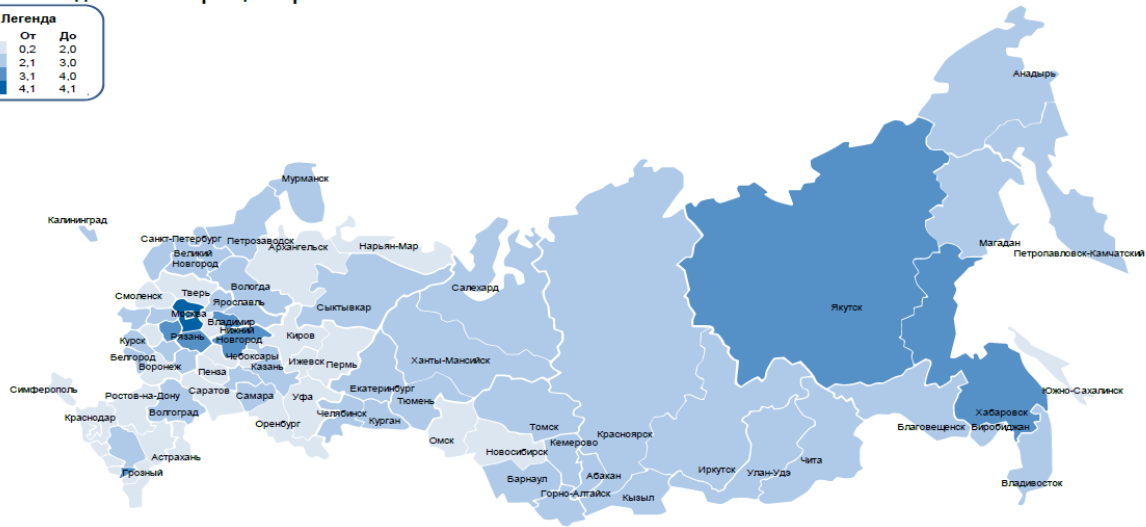 Легенда
От До
0,2 2,0
2,1 3,0
3,1 4,0
4,1 4,1
Анадырь
Мурманск
Калининград
Санкт-Петербург
Петрозаводск
Архангельск
Нарьян-Мар
Великий
Новгород
Магадан
Петропавловск-Камчатский
Салехард
Вологда
Тверь
Смоленск
Ярославль
Сыктывкар
Якутск
Москва
Владимир
Нижний
Новгород
Рязань
Киров
Курск
Белгород
Воронеж
Чебоксары
Казань
Ижевск
Пермь
Ханты-Мансийск
Пенза
Симферополь
Ростов-на-Дону
Саратов
Самара
Уфа
Екатеринбург
Тюмень
Южно-Сахалинск
Краснодар
Волгоград
Оренбург
Челябинск
Курган
Хабаровск
Благовещенск
Биробиджан
Томск
Красноярск
Омск
Кемерово
Новосибирск
Астрахань
Чита
Грозный
Барнаул
Абакан
Иркутск
Улан-Удэ
Владивосток
Горно-Алтайск
Кызыл